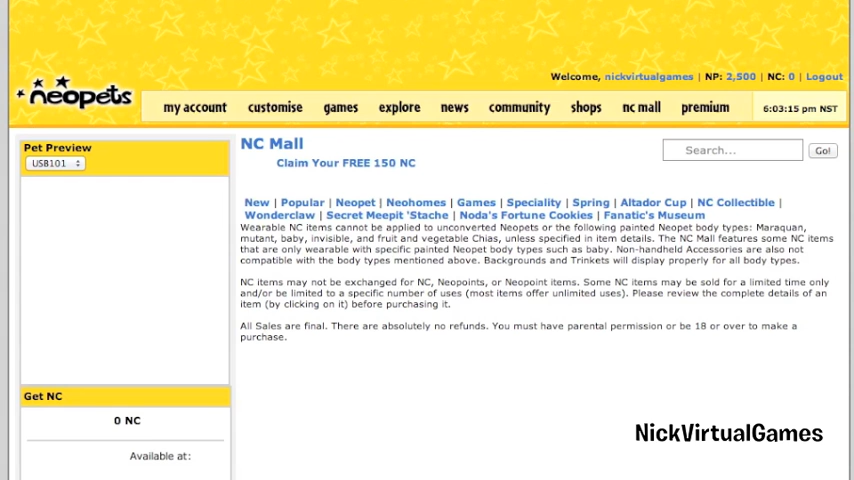 Welcome, nickvirtualgames | NP: 2,500 | NC: 0 | Logout
neopets
my account customise games explore news community shops nc mall premium 6:03:15 pm NST
Pet Preview
USB101
NC Mall
Claim Your FREE 150 NC
Search...
Go!
New | Popular | Neopet | Neohomes | Games | Speciality | Spring | Altador Cup | NC Collectible |
Wonderclaw | Secret Meepit 'Stache | Noda's Fortune Cookies | Fanatic's Museum
Wearable NC items cannot be applied to unconverted Neopets or the following painted Neopet body types: Maraquan,
mutant, baby, invisible, and fruit and vegetable Chias, unless specified in item details. The NC Mall features some NC items
that are only wearable with specific painted Neopet body types such as baby. Non-handheld Accessories are also not
compatible with the body types mentioned above. Backgrounds and Trinkets will display properly for all body types.
NC items may not be exchanged for NC, Neopoints, or Neopoint items. Some NC items may be sold for a limited time only
and/or be limited to a specific number of uses (most items offer unlimited uses). Please review the complete details of an
item (by clicking on it) before purchasing it.
All Sales are final. There are absolutely no refunds. You must have parental permission or be 18 or over to make a
purchase.
Get NC
0 NC
Available at:
NickVirtualGames